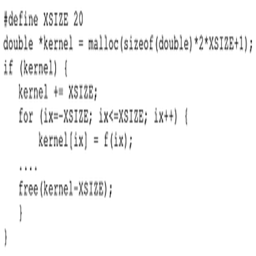 #define XSIZE 20
double *kernel = malloc(sizeof(double)*2*XSIZE+1);
if (kernel) {
kernel += XSIZE;
for (ix=-XSIZE; ix<=XSIZE; ix++) {
kernel[ix] = f(ix);
....
free(kernel-XSIZE);
}
}